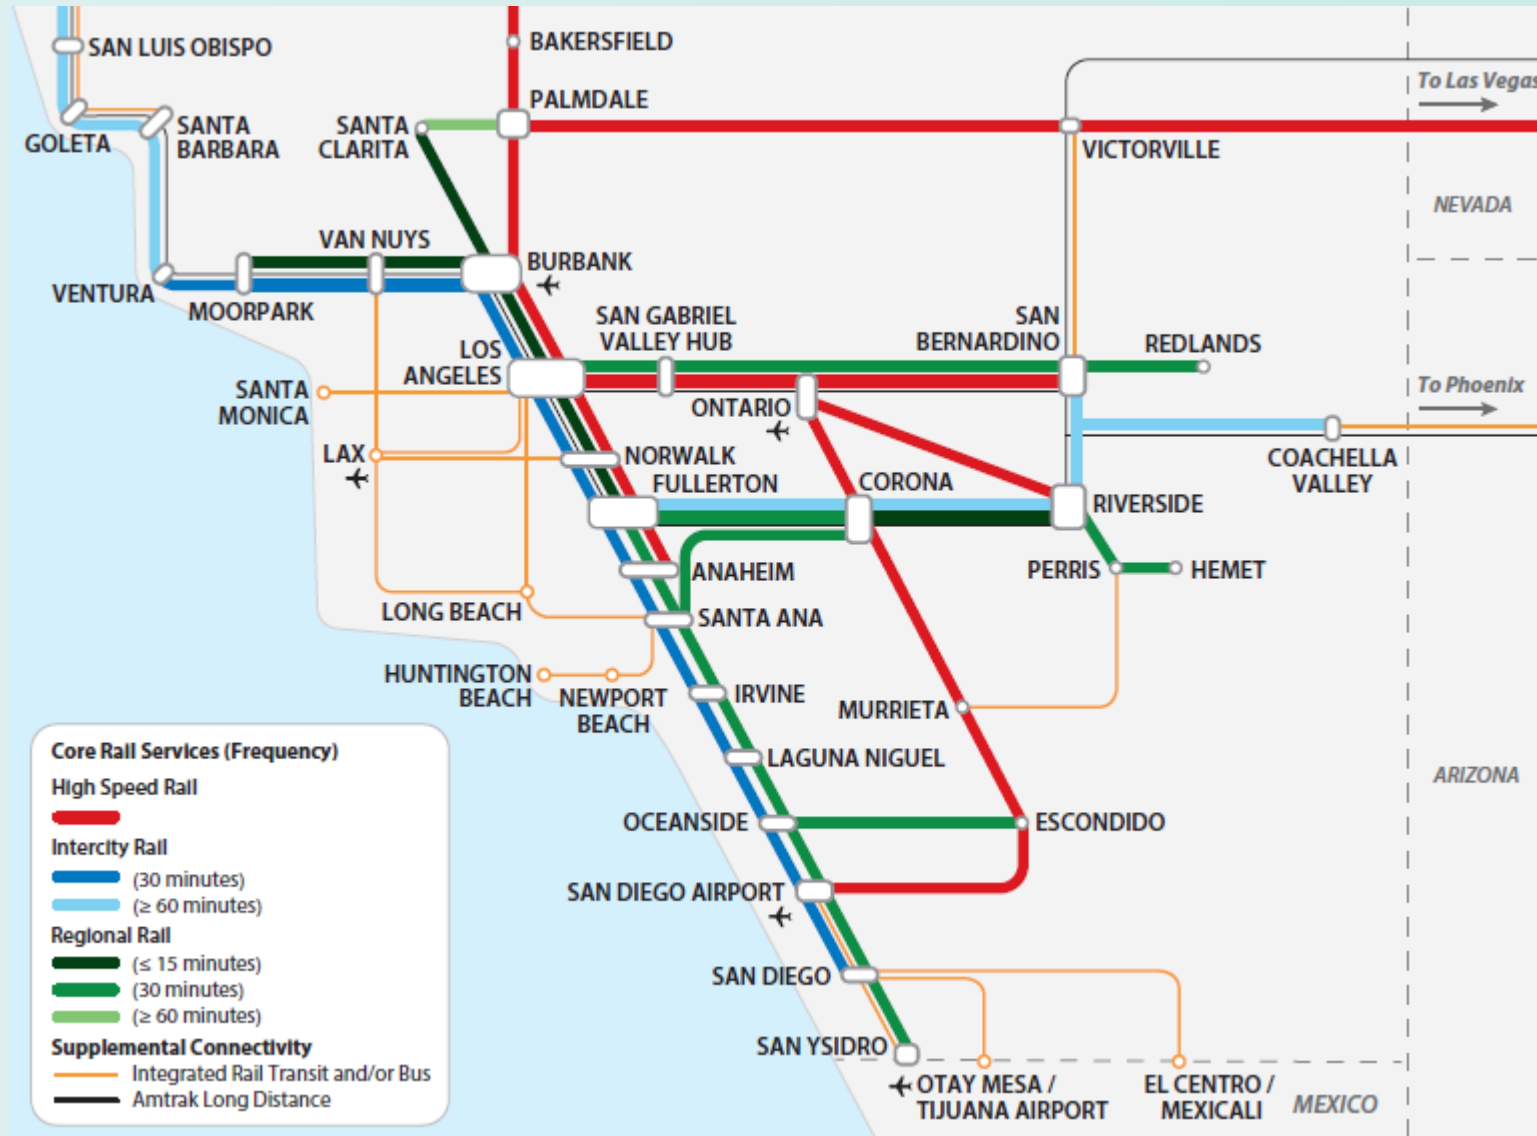 SAN LUIS OBISPO
BAKERSFIELD
To Las Vegas
PALMDALE
GOLETA
SANTA
BARBARA
SANTA
CLARITA
VICTORVILLE
NEVADA
VAN NUYS
BURBANK
VENTURA
MOORPARK
SAN GABRIEL
VALLEY HUB
SAN
BERNARDINO
REDLANDS
LOS
ANGELES
To Phoenix
SANTA
MONICA
ONTARIO
LAX
NORWALK
COACHELLA
VALLEY
FULLERTON
CORONA
RIVERSIDE
ANAHEIM
PERRIS
HEMET
LONG BEACH
SANTA ANA
HUNTINGTON
BEACH
NEWPORT
BEACH
IRVINE
MURRIETA
LAGUNA NIGUEL
ARIZONA
OCEANSIDE
ESCONDIDO
SAN DIEGO AIRPORT
SAN DIEGO
SAN YSIDRO
OTAY MESA /
TIJUANA AIRPORT
EL CENTRO /
MEXICALI
MEXICO
Core Rail Services (Frequency)
High Speed Rail
Intercity Rail
(30 minutes)
(≥ 60 minutes)
Regional Rail
(≤ 15 minutes)
(30 minutes)
(≥ 60 minutes)
Supplemental Connectivity
Integrated Rail Transit and/or Bus
Amtrak Long Distance